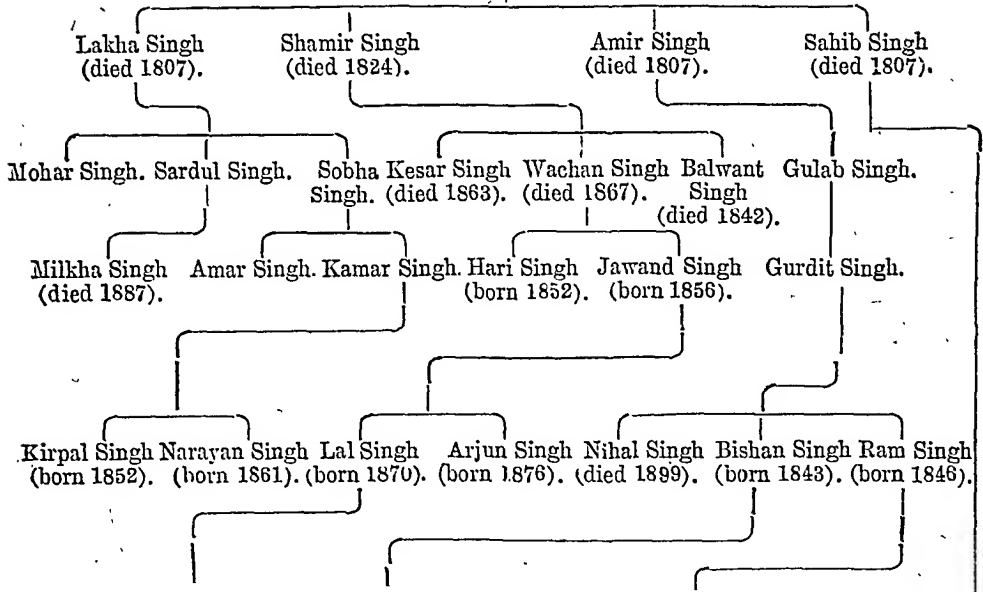 Lakha Singh Shamir Singh Amir Singh Sahib Singh
(died 1807). (died 1824). (died 1807). (died 1807).
Mohar Singh. Sardul Singh. Sobha Kesar Singh Wachan Singh Balwant Gulab Singh.
Singh. (died 1863). (died 1867). Singh
(died 1842).
Milkha Singh Amar Singh. Kamar Singh. Hari Singh Jawand Singh Gurdit Singh.
(died 1887). (born 1852). (born 1856).
Kirpal Singh Narayan Singh Lal Singh Arjun Singh Nihal Singh Bishan Singh Ram Singh
(born 1852). (born 1861). (born 1870). (born 1876). (died 1899). (born 1843). (born 1846).